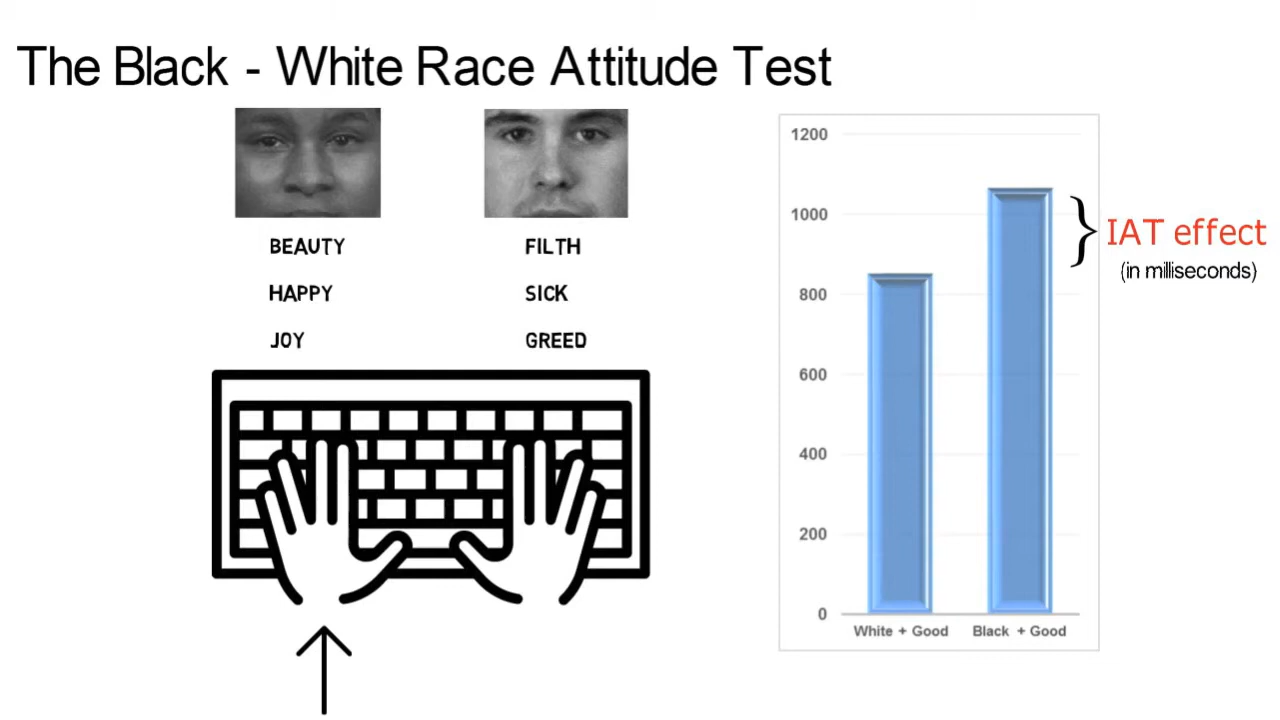 The Black - White Race Attitude Test
BEAUTY
HAPPY
JOY
FILTH
SICK
GREED
1200
1000
800
600
400
200
0
White + Good
Black + Good
IAT effect
(in milliseconds)